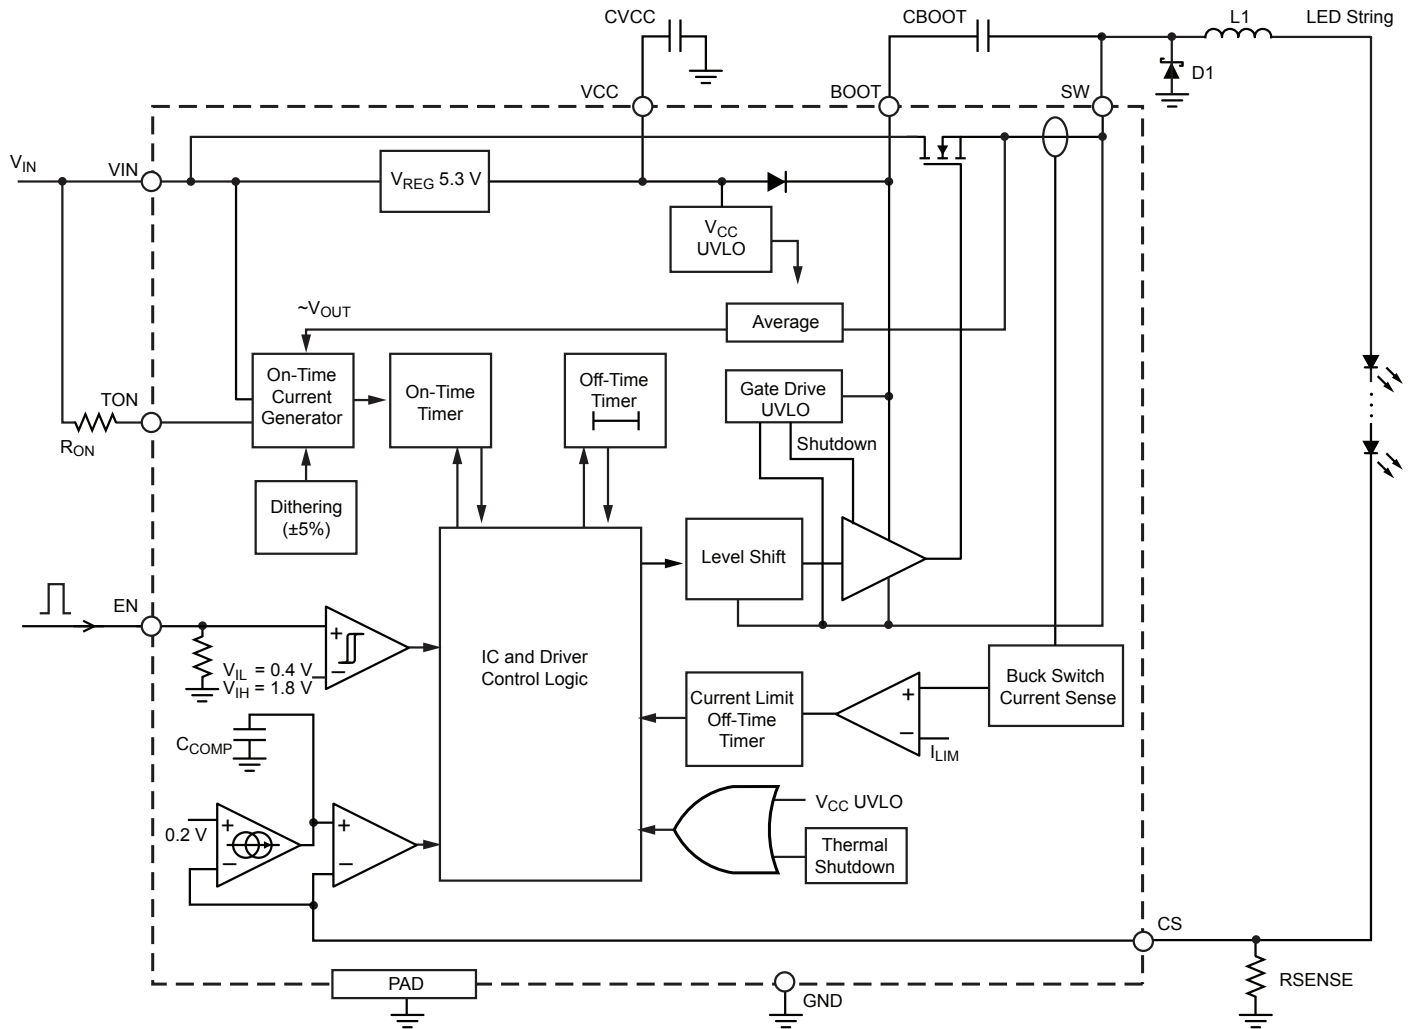 CVCC
CBOOT
L1
LED String
D1
VCC
BOOT
SW
VIN
VIN
VREG 5.3 V
VCC
UVLO
~VOUT
Average
On-Time
Current
Generator
On-Time
Timer
Off-Time
Timer
Gate Drive
UVLO
Shutdown
TON
RON
Dithering
(±5%)
Level Shift
EN
+
−
VIL = 0.4 V
VIH = 1.8 V
IC and Driver
Control Logic
Buck Switch
Current Sense
Current Limit
Off-Time
Timer
+
−
ILIM
CCOMP
VCC UVLO
Thermal
Shutdown
0.2 V
+
−
+
−
CS
RSENSE
PAD
GND